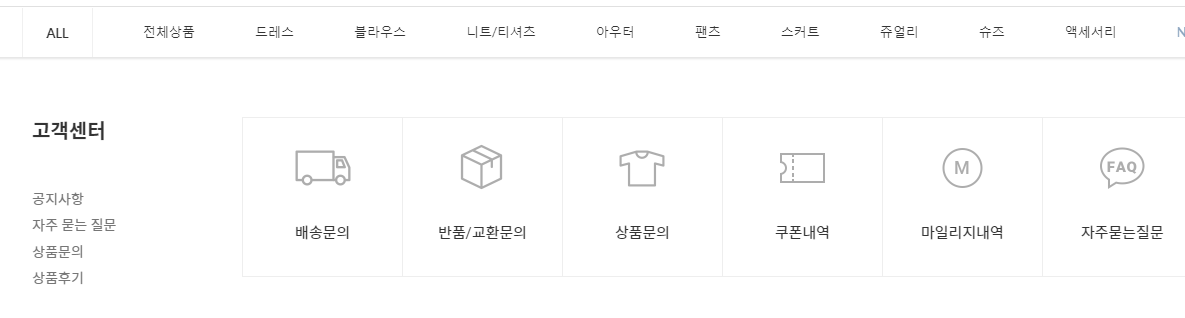 ALL 전체상품 드레스 블라우스 니트/티셔츠 아우터 팬츠 스커트 쥬얼리 슈즈 액세서리
고객센터
공지사항
자주 묻는 질문
상품문의
상품후기
M FAQ
배송문의 반품/교환문의 상품문의 쿠폰내역 마일리지내역 자주묻는질문